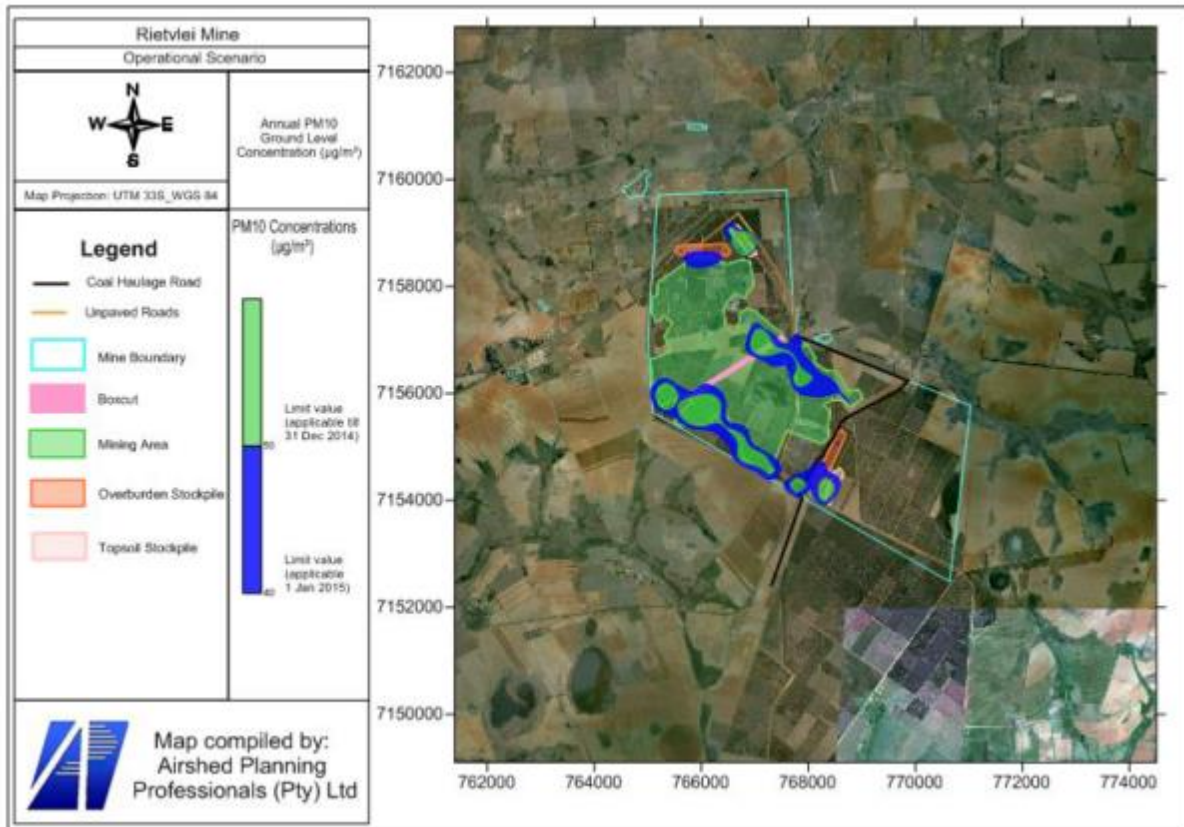 Rietvlei Mine
Operational Scenario
N
W E
S
Map Projection: UTM 33S_WGS 84
Annual PM10
Ground Level
Concentration (µg/m³)
Legend
Coal Haulage Road
Unpaved Roads
Mine Boundary
Boxcut
Mining Area
Overburden Stockpile
Topsoil Stockpile
PM10 Concentrations
(µg/m³)
Limit value
(applicable till
31 Dec 2014)
50
Limit value
(applicable
1 Jan 2015)
40
Map compiled by:
Airshed Planning
Professionals (Pty) Ltd
7162000
7160000
7158000
7156000
7154000
7152000
7150000
762000 764000 766000 768000 770000 772000 774000